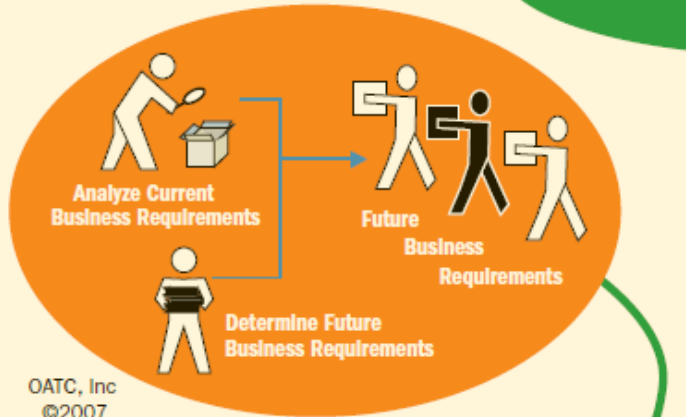 Analyze Current
Business Requirements
Future
Business
Requirements
Determine Future
Business Requirements
OATC, Inc
©2007